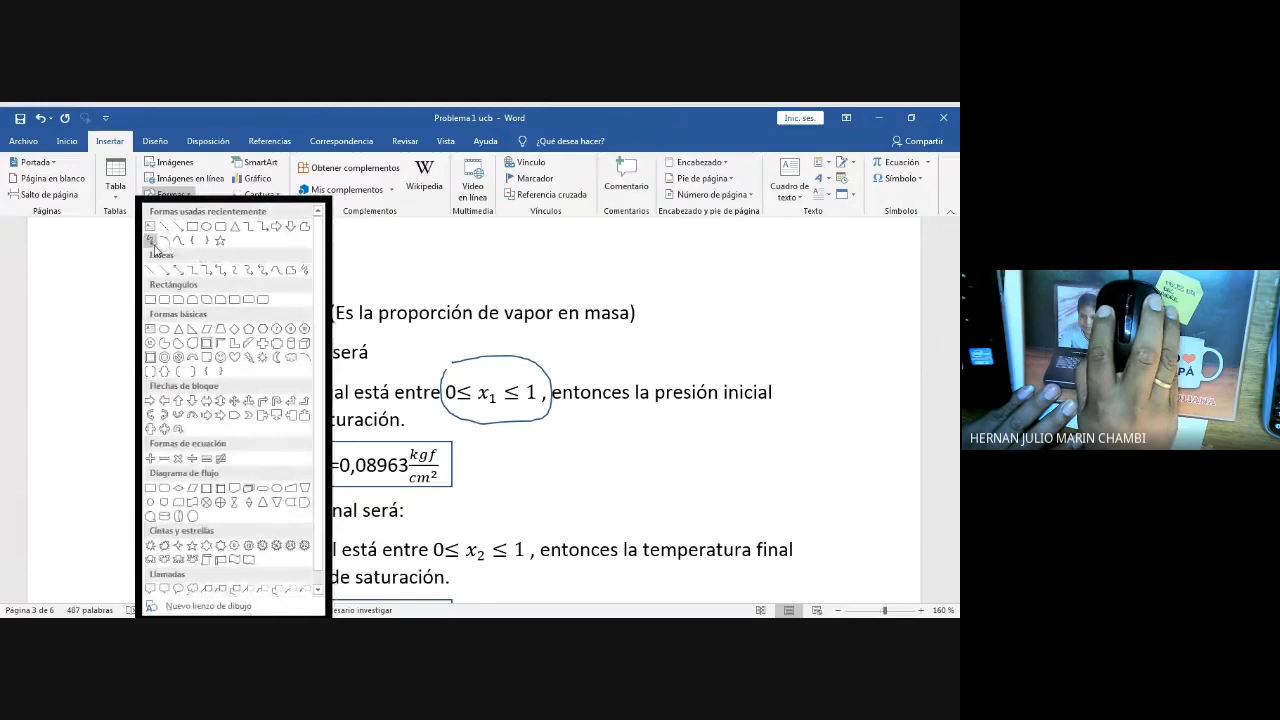 Problema1 ucb - Word
Inic. ses.
Archivo Inicio Insertar Diseño Disposición Referencias Correspondencia Revisar Vista Ayuda ¿Qué desea hacer? Compartir
Portada
Página en blanco
Salto de página
Páginas
Tabla
Tablas
Imágenes
Imágenes en línea
Formas
SmartArt
Gráfico
Captura
Obtener complementos
Mis complementos
Wikipedia
Complementos
Vídeo en línea
Multimedia
Vínculo
Marcador
Referencia cruzada
Vínculos
Comentario
Comentarios
Encabezado
Pie de página
Número de página
Encabezado y pie de página
Cuadro de texto
Texto
Ecuación
Símbolo
Símbolos
Formas usadas recientemente
Líneas
Rectángulos
Formas básicas
Flechas de bloque
Formas de ecuación
Diagrama de flujo
Cintas y estrellas
Llamadas
Nuevo lienzo de dibujo
(Es la proporción de vapor en masa)
será
al está entre 0≤ x₁ ≤ 1 , entonces la presión inicial
turación.
=0,08963 kgf/cm²
nal será:
l está entre 0≤ x₂ ≤ 1 , entonces la temperatura final
de saturación.
Página 3 de 6 487 palabras esario investigar 160 %
PAPÁ
HERNAN JULIO MARIN CHAMBI